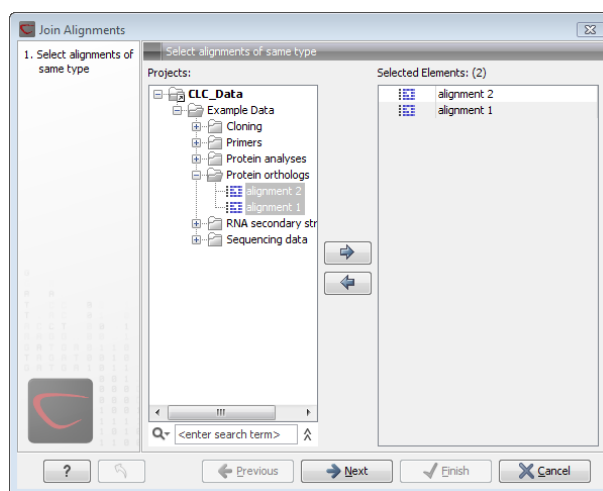 Join Alignments
1. Select alignments of
same type
Select alignments of same type
Projects:
CLC_Data
Example Data
Cloning
Primers
Protein analyses
Protein orthologs
alignment 2
alignment 1
RNA secondary str
Sequencing data
<enter search term>
Selected Elements: (2)
alignment 2
alignment 1
?
Previous
Next
Finish
Cancel